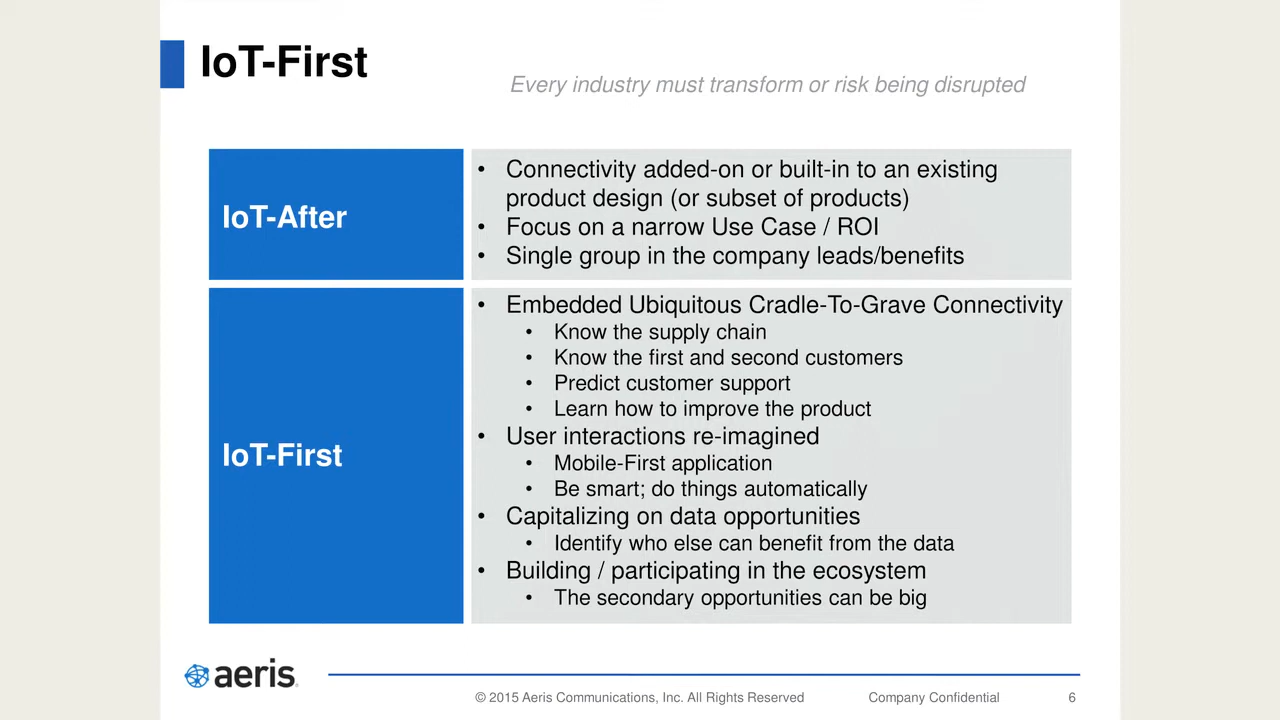 IoT-First
Every industry must transform or risk being disrupted
IoT-After
• Connectivity added-on or built-in to an existing
product design (or subset of products)
• Focus on a narrow Use Case / ROI
• Single group in the company leads/benefits
IoT-First
• Embedded Ubiquitous Cradle-To-Grave Connectivity
• Know the supply chain
• Know the first and second customers
• Predict customer support
• Learn how to improve the product
• User interactions re-imagined
• Mobile-First application
• Be smart; do things automatically
• Capitalizing on data opportunities
• Identify who else can benefit from the data
• Building / participating in the ecosystem
• The secondary opportunities can be big
aeris
© 2015 Aeris Communications, Inc. All Rights Reserved Company Confidential 6